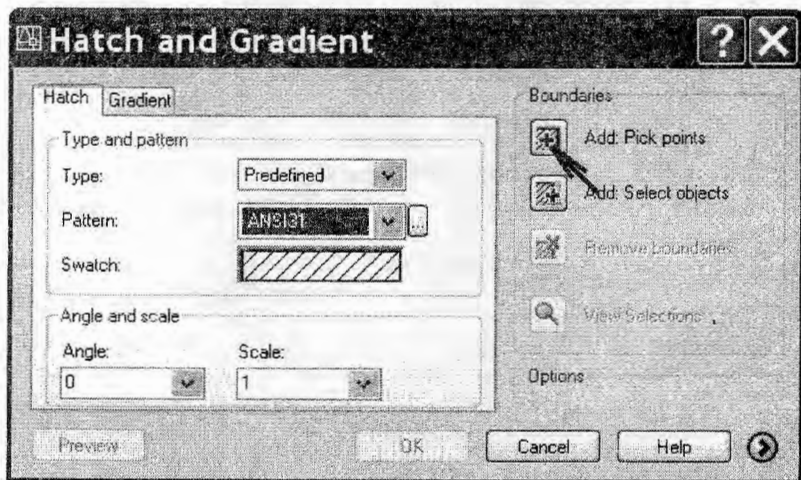 Hatch and Gradient
Hatch Gradient
Type and pattern
Type: Predefined
Pattern: ANSI31 ...
Swatch:
Angle and scale
Angle: Scale:
0 1
Boundaries
Add: Pick points
Add: Select objects
Remove boundaries
View Selections
Options
Preview OK Cancel Help